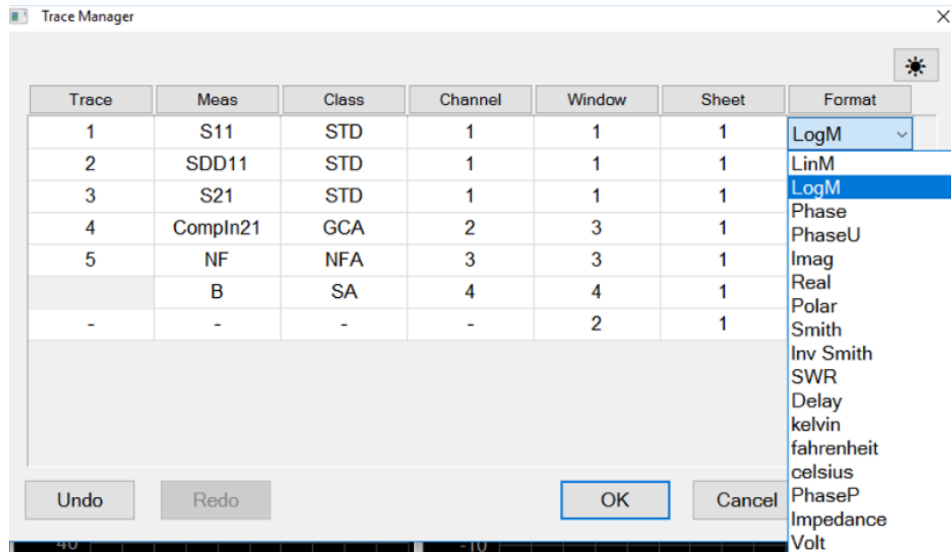 Trace Manager
Trace Meas Class Channel Window Sheet Format
1 S11 STD 1 1 1 LogM
2 SDD11 STD 1 1 1 LinM
LogM
3 S21 STD 1 1 1
Phase
4 CompIn21 GCA 2 3 1 PhaseU
5 NF NFA 3 3 1 Imag
Real
B SA 4 4 1
Polar
- - - - 2 1 Smith
Inv Smith
SWR
Delay
kelvin
fahrenheit
celsius
Undo Redo OK Cancel PhaseP
Impedance
Volt
40 -10